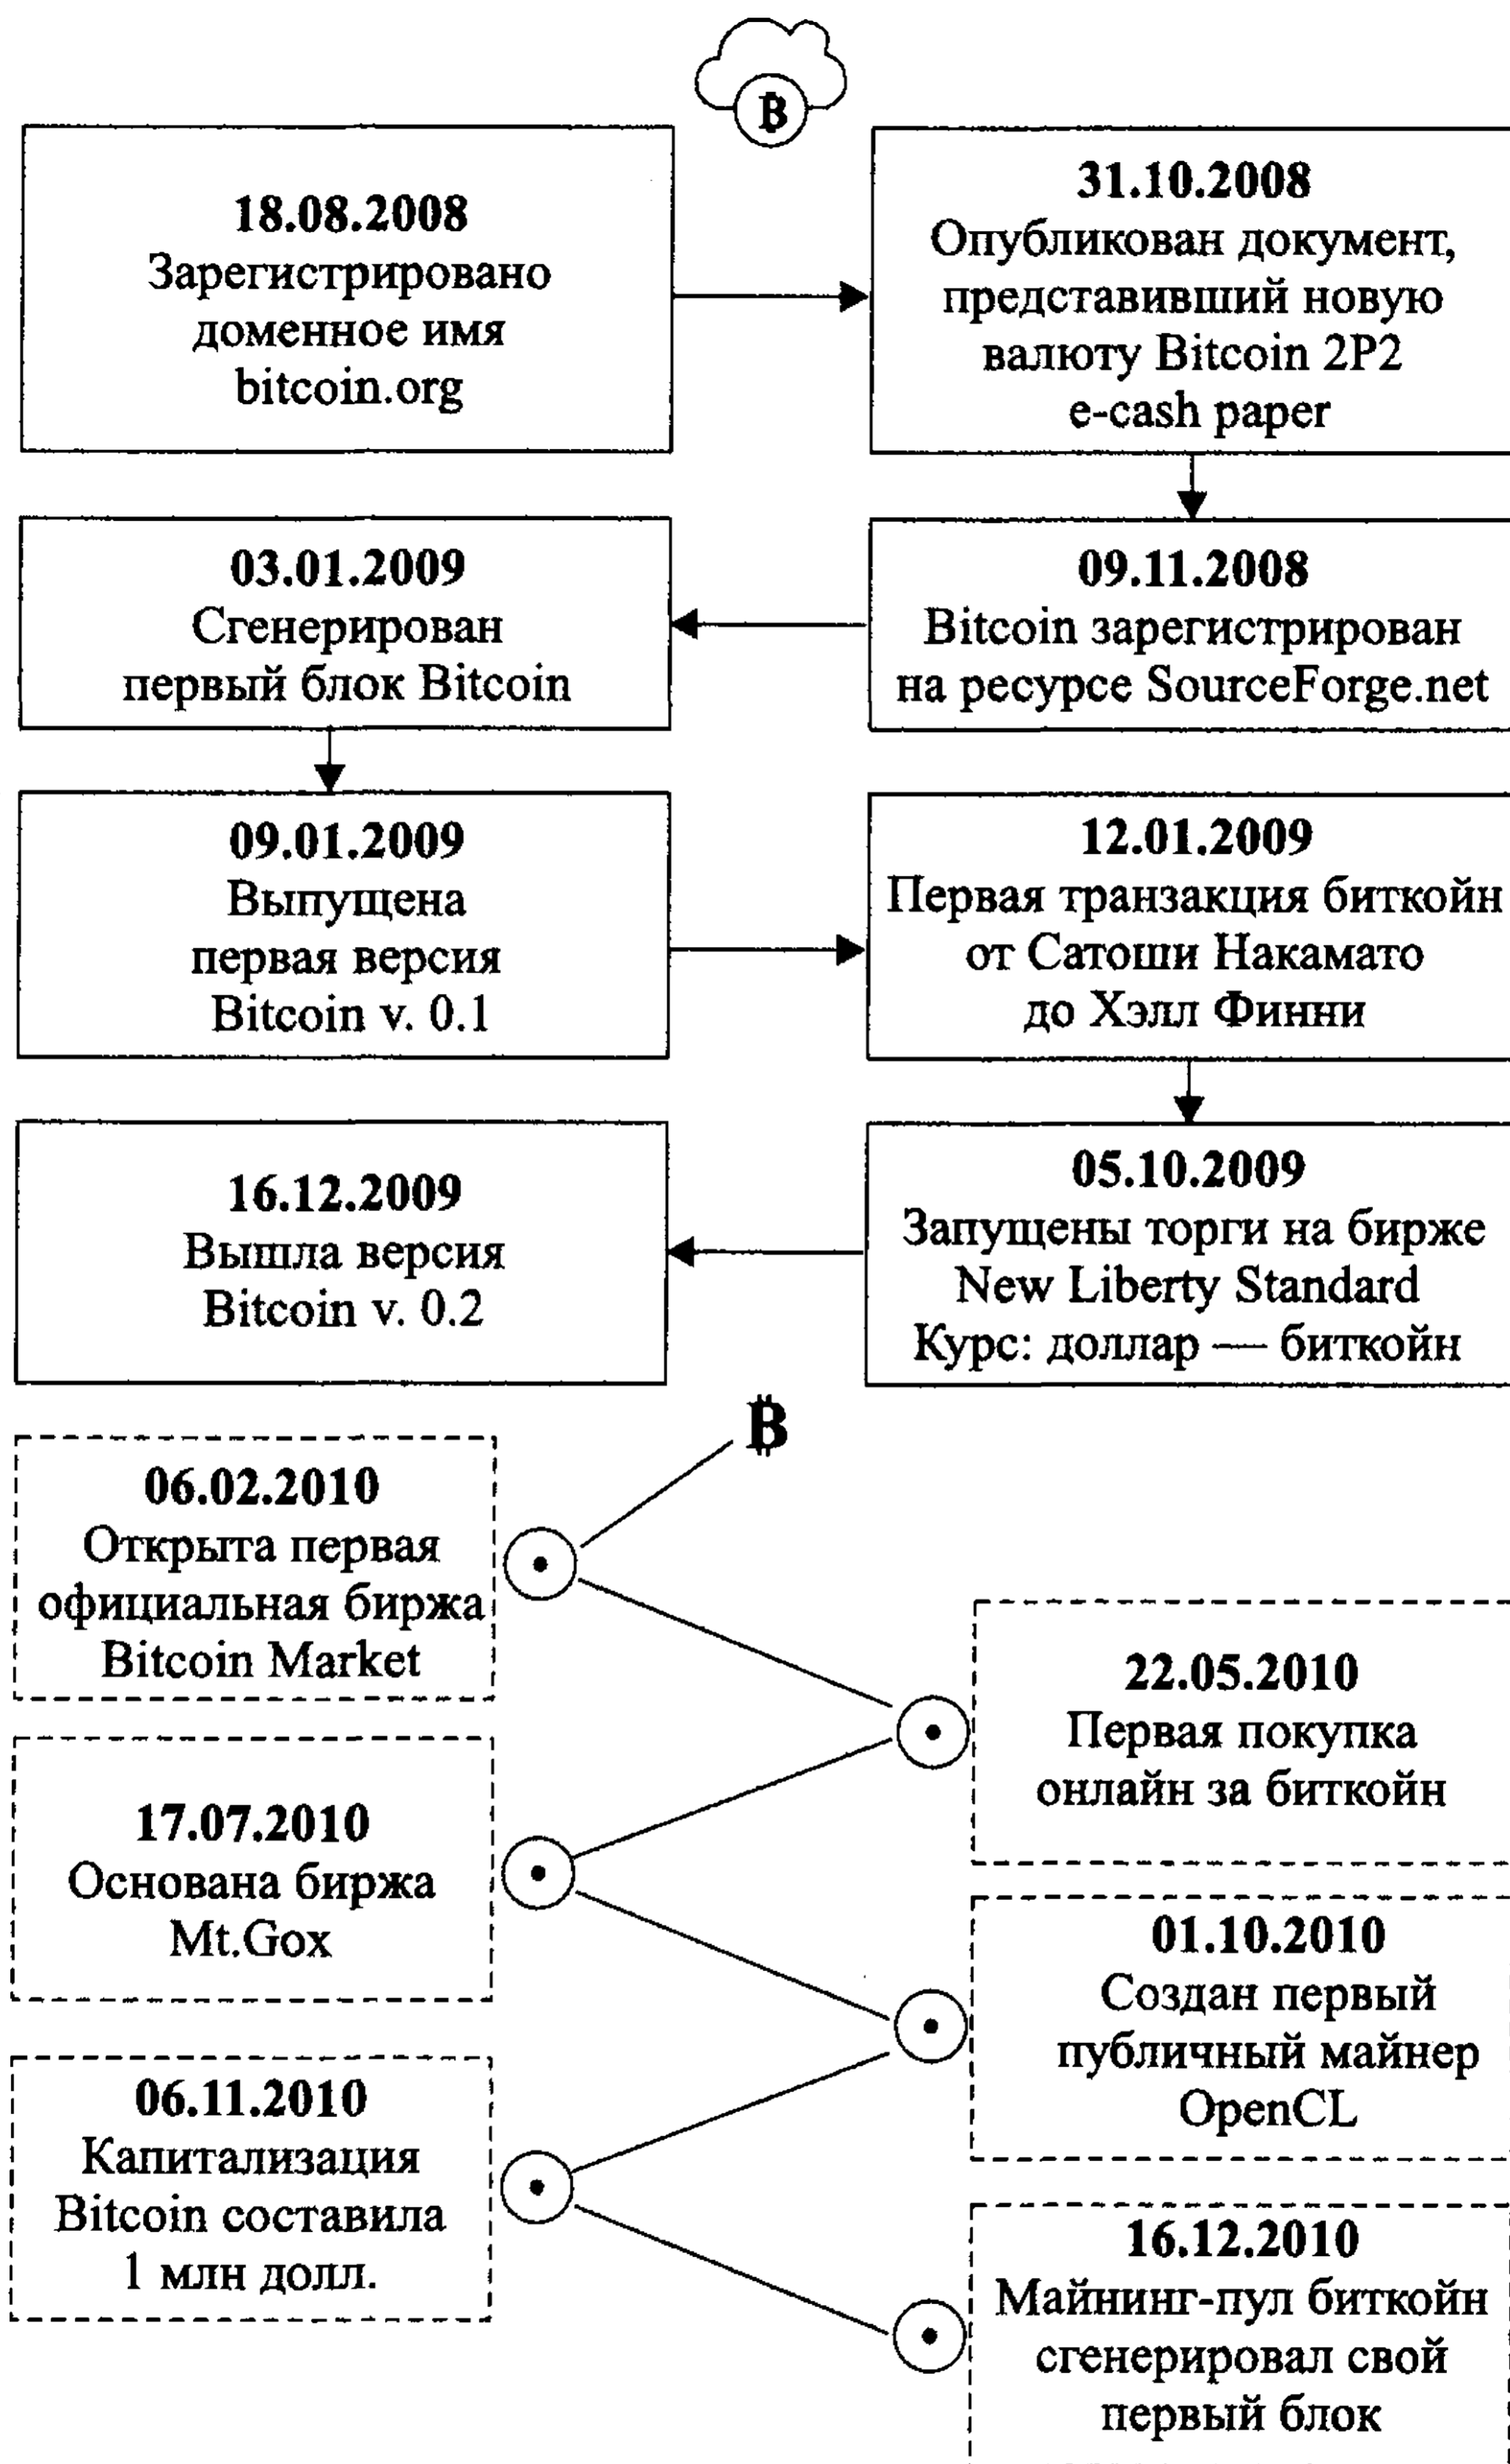 ₿
18.08.2008
Зарегистрировано
доменное имя
bitcoin.org
31.10.2008
Опубликован документ,
представивший новую
валюту Bitcoin 2P2
e-cash paper
09.11.2008
Bitcoin зарегистрирован
на ресурсе SourceForge.net
03.01.2009
Сгенерирован
первый блок Bitcoin
09.01.2009
Выпущена
первая версия
Bitcoin v. 0.1
12.01.2009
Первая транзакция биткойн
от Сатоши Накамато
до Хэлл Финни
05.10.2009
Запущены торги на бирже
New Liberty Standard
Курс: доллар — биткойн
16.12.2009
Вышла версия
Bitcoin v. 0.2
₿
06.02.2010
Открыта первая
официальная биржа
Bitcoin Market
22.05.2010
Первая покупка
онлайн за биткойн
17.07.2010
Основана биржа
Mt.Gox
01.10.2010
Создан первый
публичный майнер
OpenCL
06.11.2010
Капитализация
Bitcoin составила
1 млн долл.
16.12.2010
Майнинг-пул биткойн
сгенерировал свой
первый блок